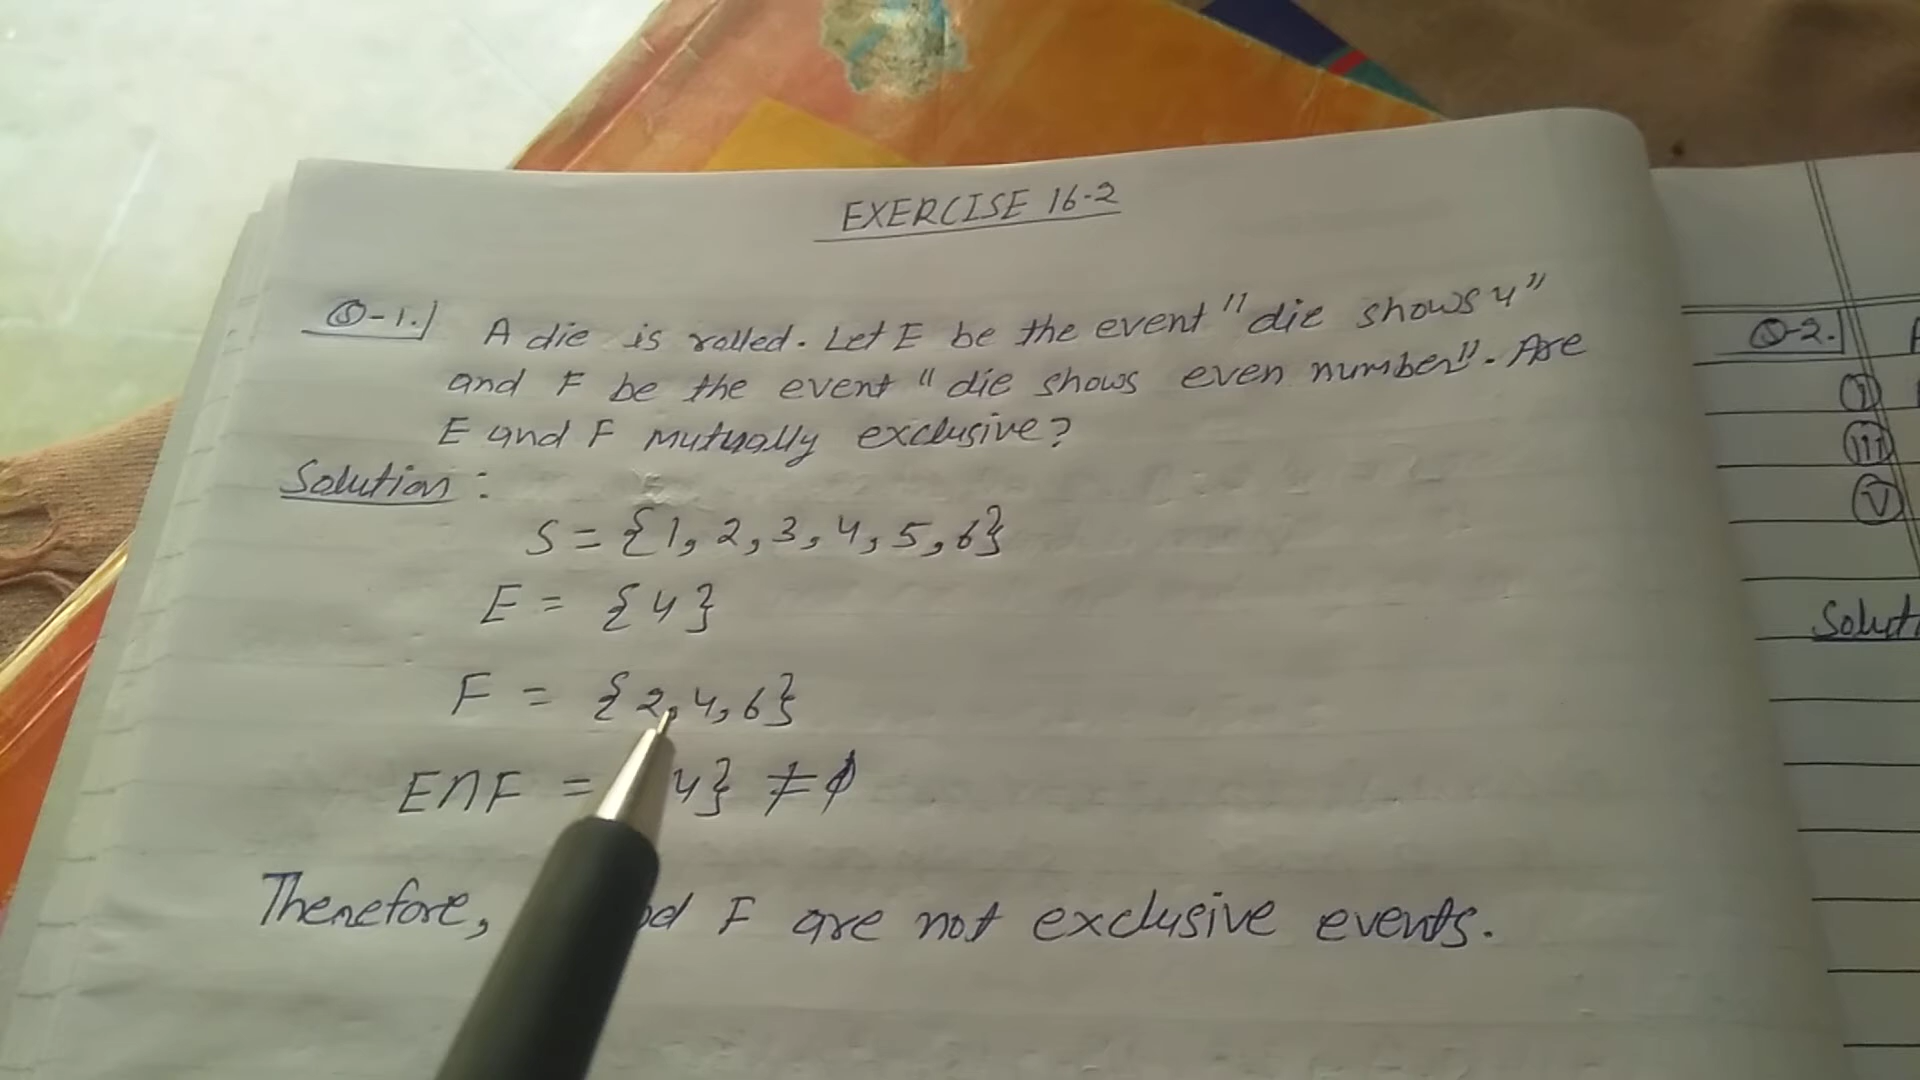 EXERCISE 16-2
Q-1. A die is rolled. Let E be the event "die shows 4"
and F be the event "die shows even number". Are
E and F mutually exclusive?
Solution:
S = {1, 2, 3, 4, 5, 6}
E = {4}
F = {2, 4, 6}
E∩F = 4} ≠ φ
Therefore, F are not exclusive events.
Q-2.
(i)
(iii)
(v)